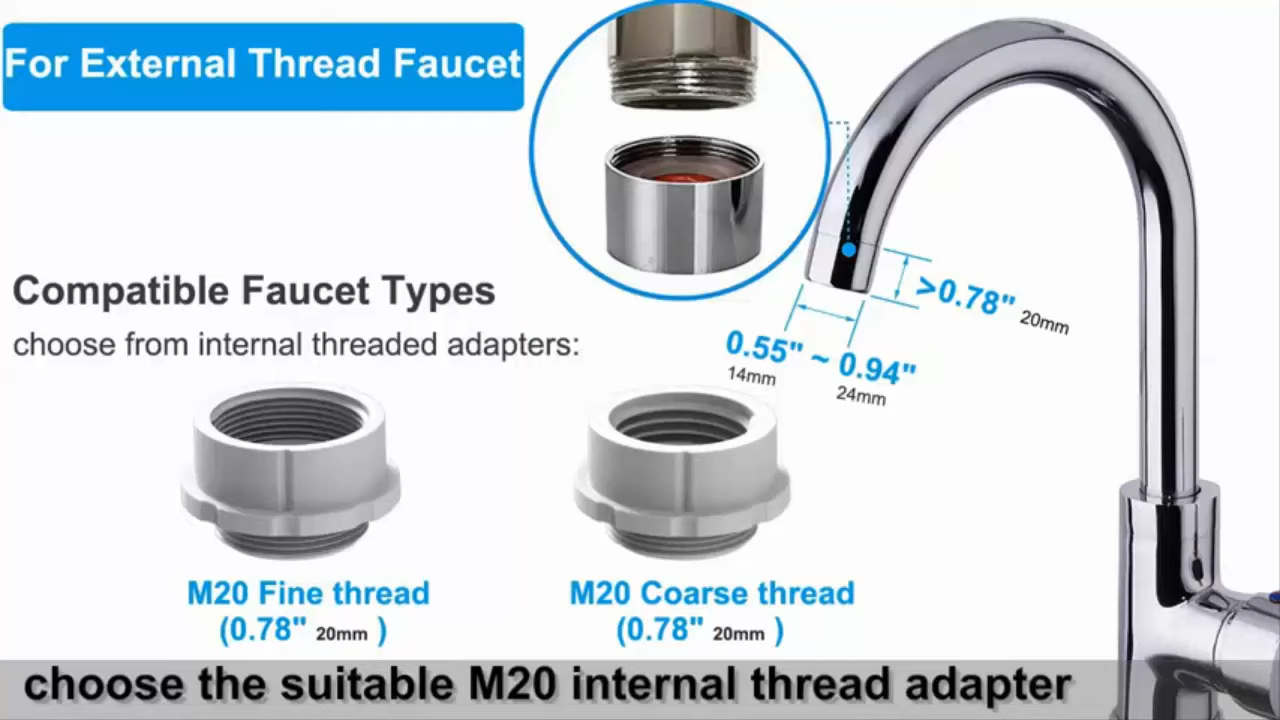 For External Thread Faucet
Compatible Faucet Types
choose from internal threaded adapters:
>0.78" 20mm
0.55" ~ 0.94"
14mm
24mm
M20 Fine thread
(0.78" 20mm )
M20 Coarse thread
(0.78" 20mm )
choose the suitable M20 internal thread adapter